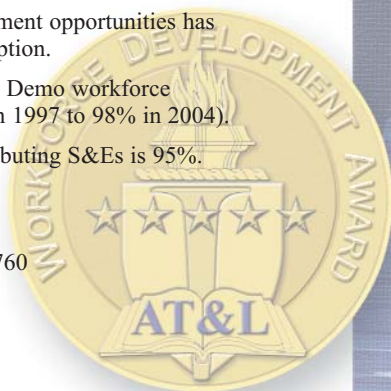 ment opportunities has
ption.
Demo workforce
n 1997 to 98% in 2004).
buting S&Es is 95%.
760
WORKFORCE DEVELOPMENT AWARD
AT&L